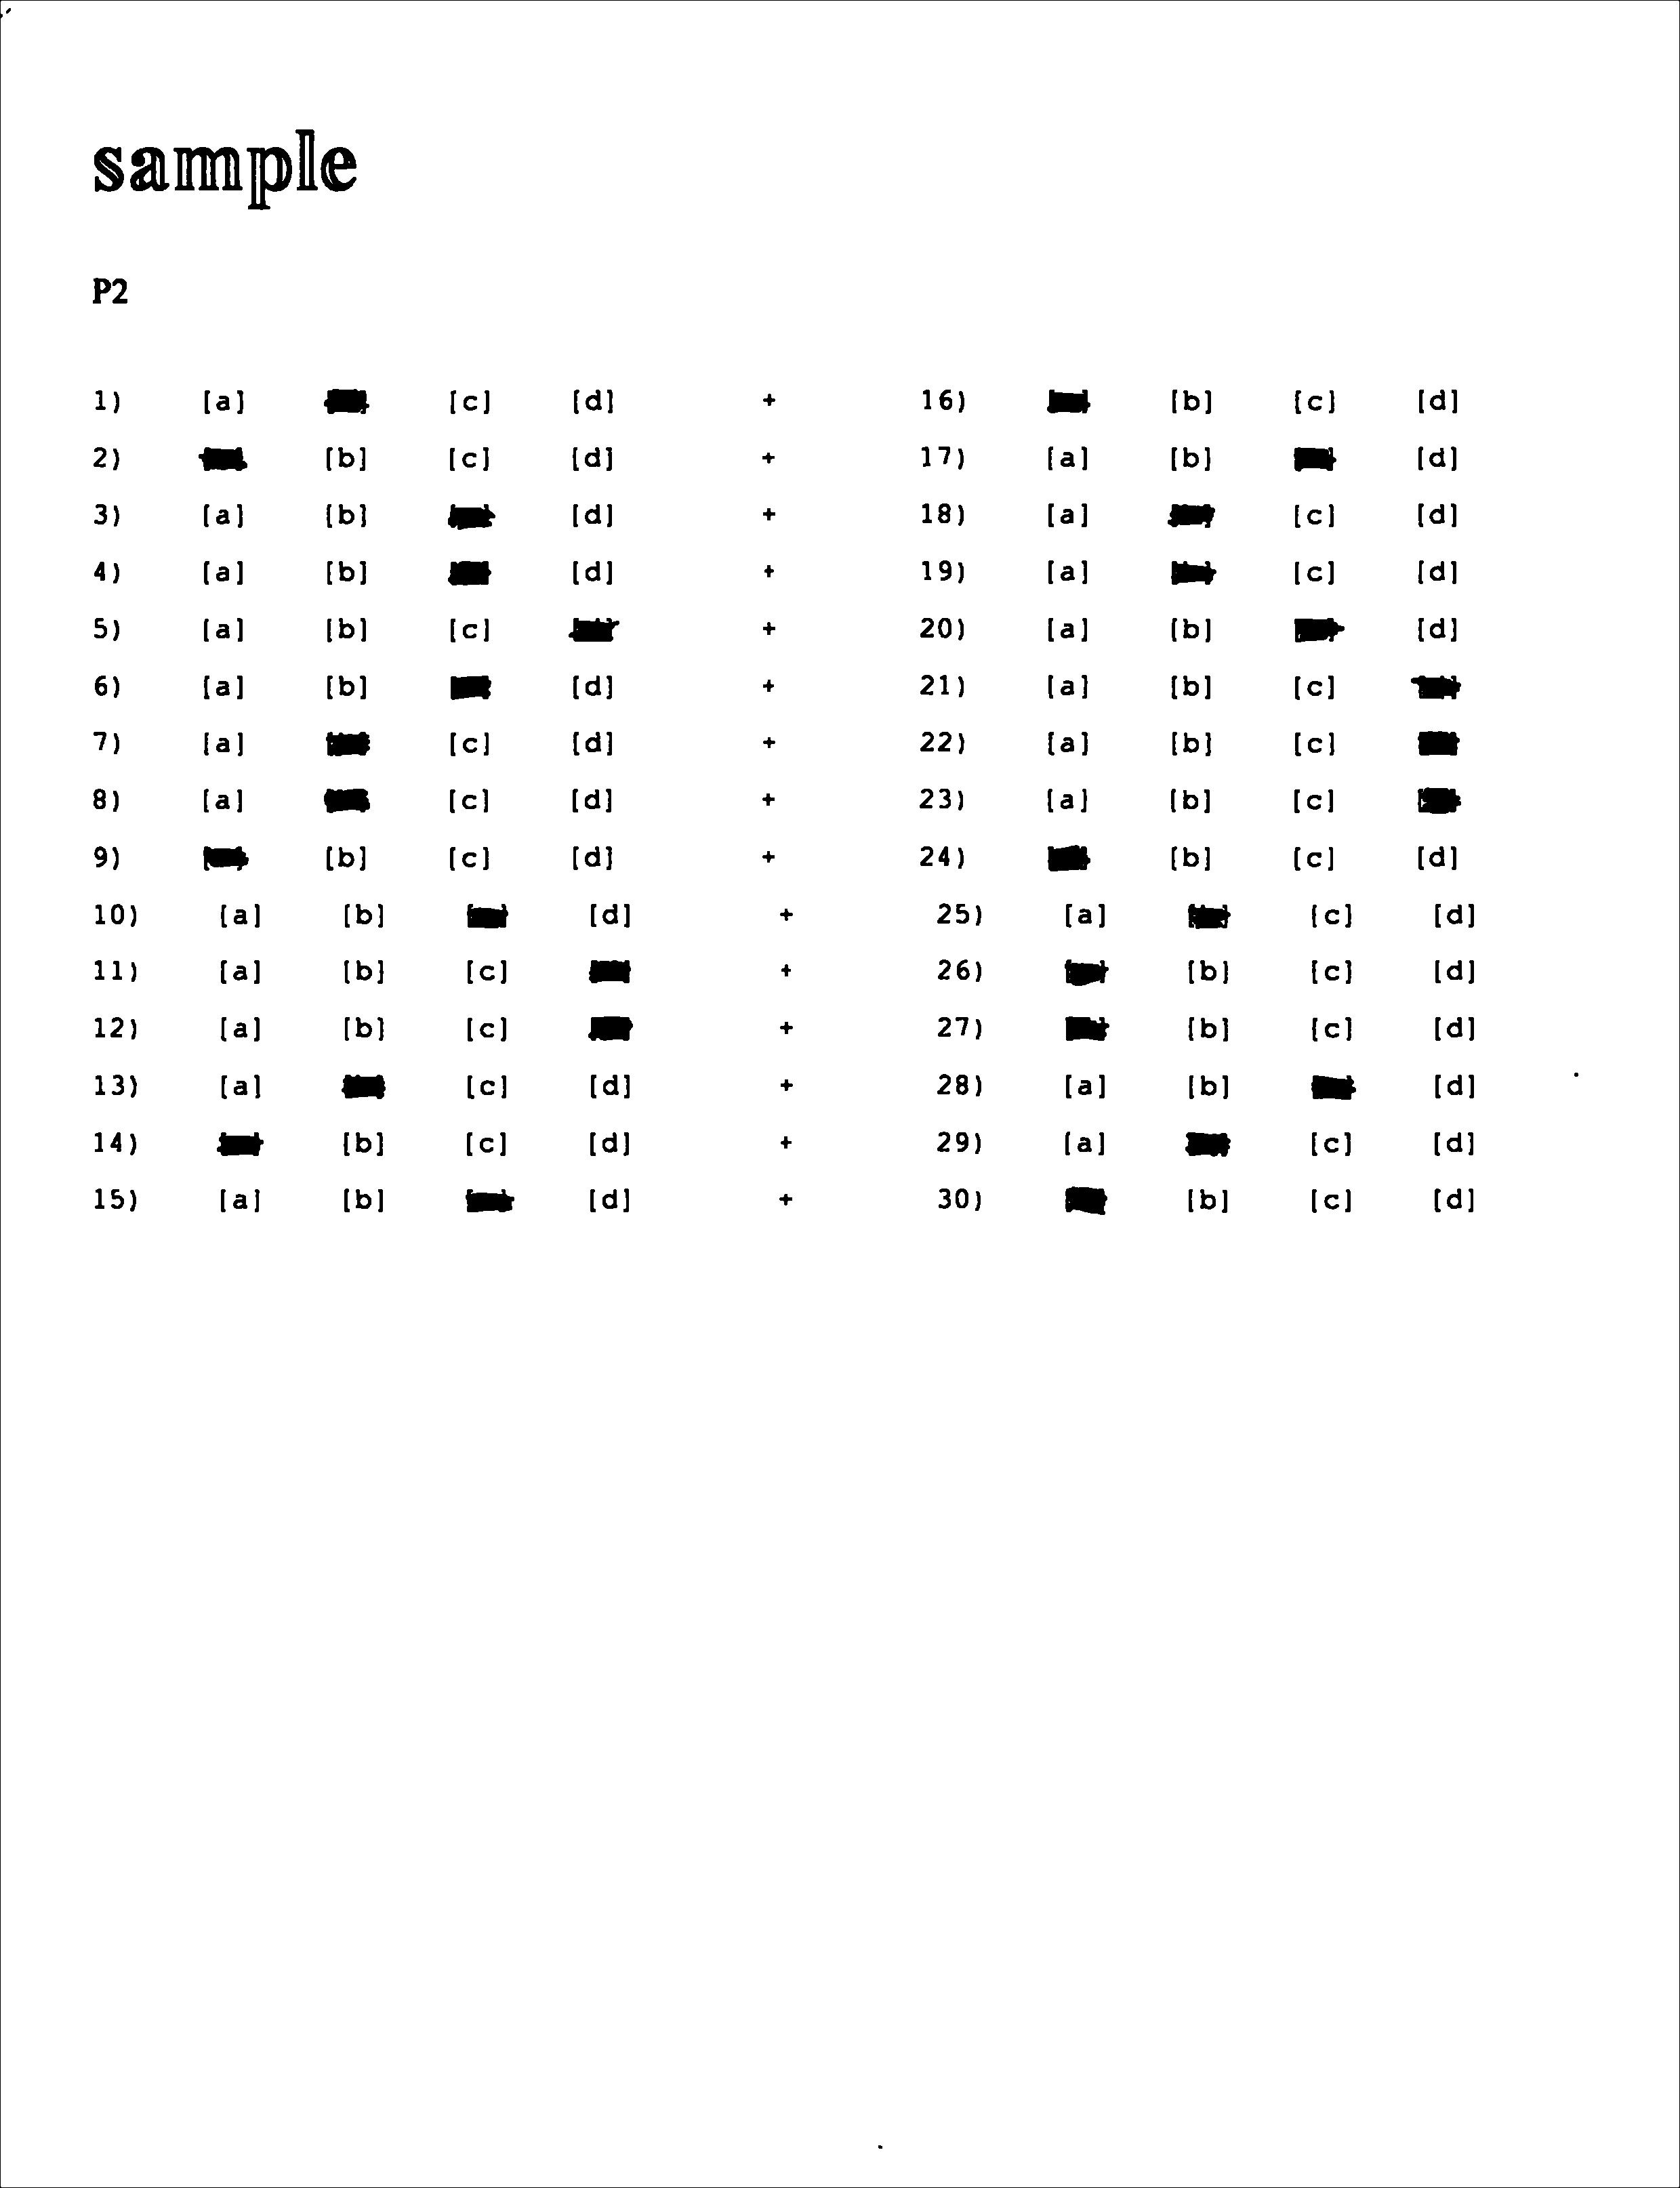 sample
P2
1) [a] [c] [d] + 16) [b] [c] [d]
2) [b] [c] [d] + 17) [a] [b] [d]
3) [a] [b] [d] + 18) [a] [c] [d]
4) [a] [b] [d] + 19) [a] [c] [d]
5) [a] [b] [c] + 20) [a] [b] [d]
6) [a] [b] [d] + 21) [a] [b] [c]
7) [a] [c] [d] + 22) [a] [b] [c]
8) [a] [c] [d] + 23) [a] [b] [c]
9) [b] [c] [d] + 24) [b] [c] [d]
10) [a] [b] [d] + 25) [a] [c] [d]
11) [a] [b] [c] + 26) [b] [c] [d]
12) [a] [b] [c] + 27) [b] [c] [d]
13) [a] [c] [d] + 28) [a] [b] [d]
14) [b] [c] [d] + 29) [a] [c] [d]
15) [a] [b] [d] + 30) [b] [c] [d]